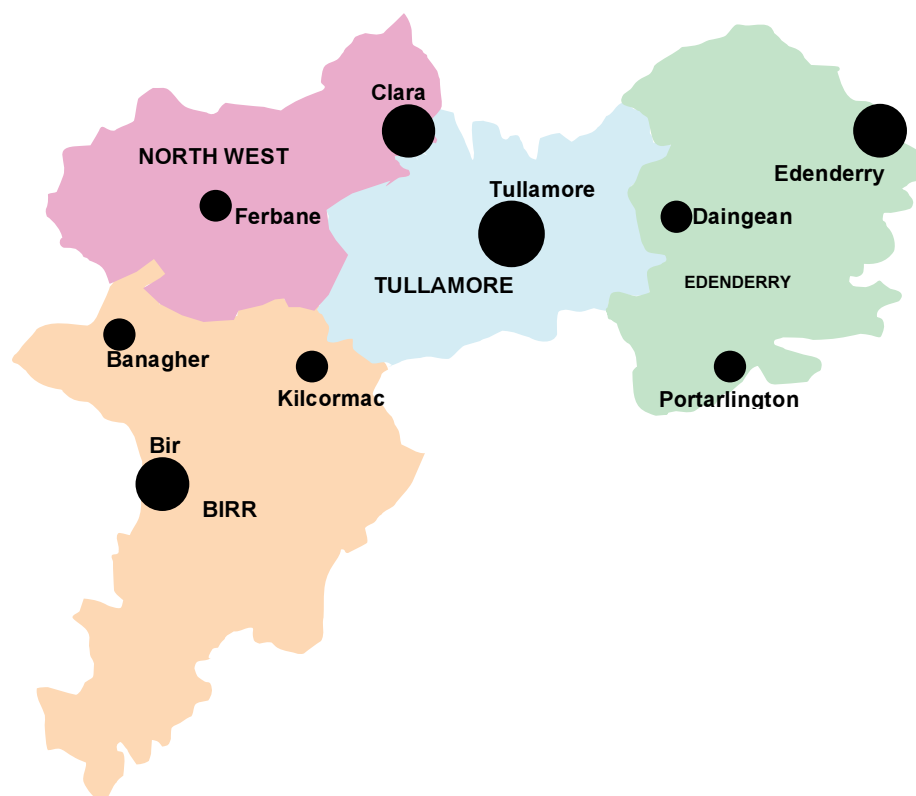 Clara
NORTH WEST
Edenderry
Tullamore
Ferbane
Daingean
TULLAMORE
EDENDERRY
Banagher
Kilcormac
Portarlington
Bir
BIRR